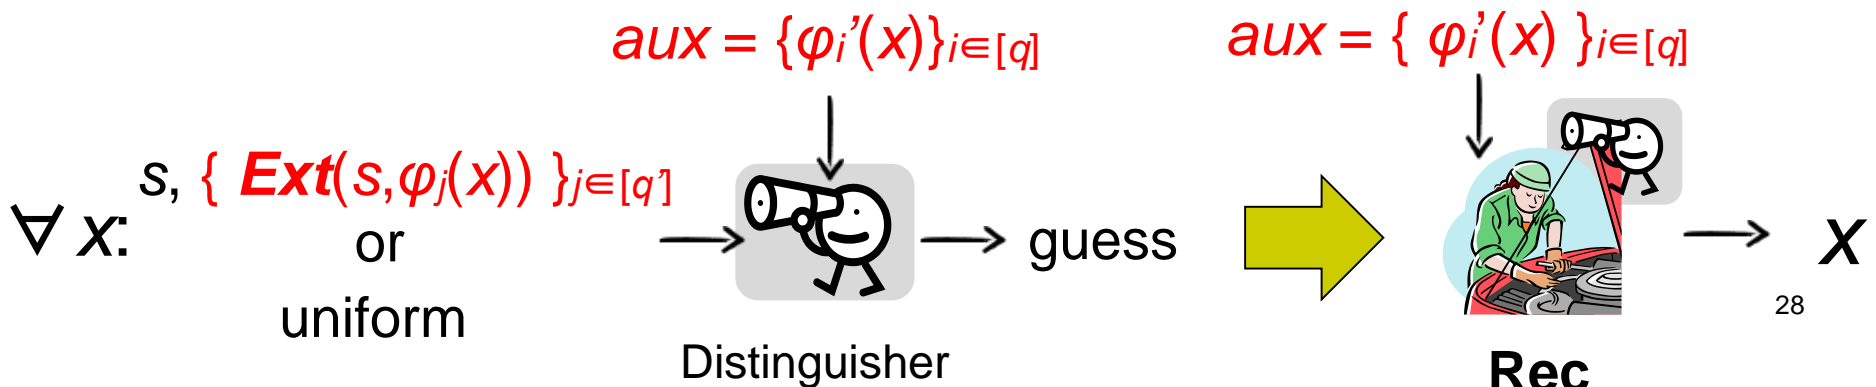 aux = {φi’(x)}i∈[q]
aux = { φi’(x) }i∈[q]
∀ x:
s, { Ext(s,φj(x)) }j∈[q’]
or
uniform
guess
x
28
Distinguisher
Rec